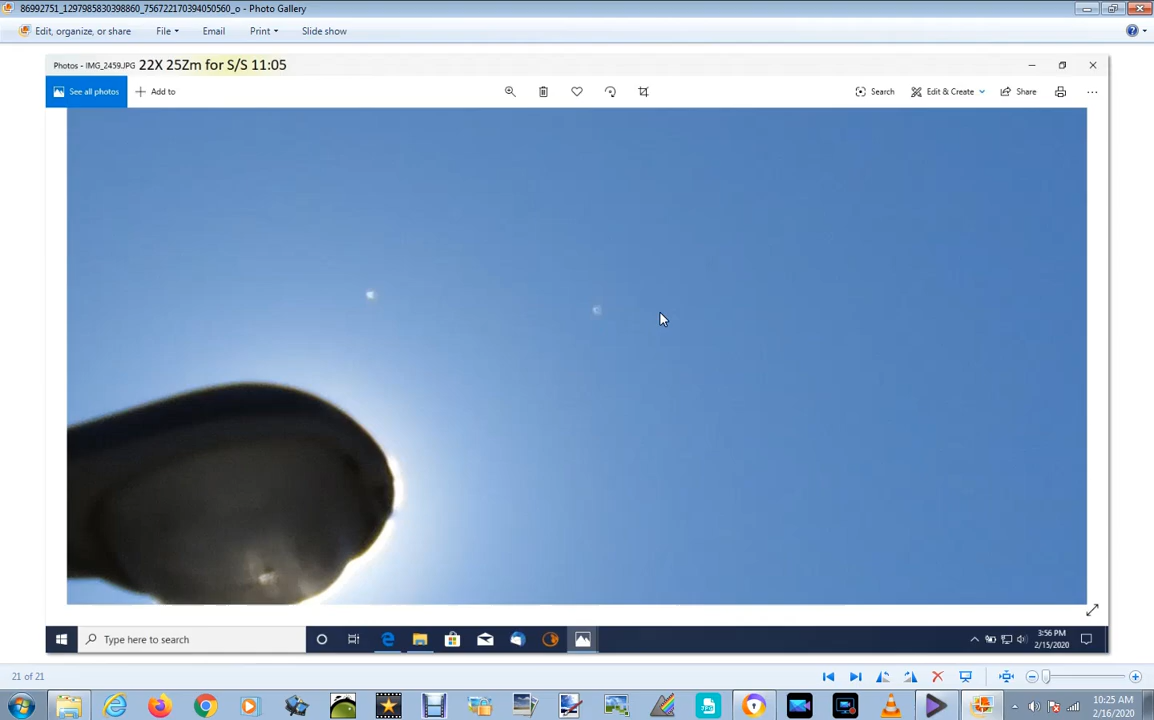 86992751_1297985830398860_756722170394050560_o - Photo Gallery
Edit, organize, or share File Email Print Slide show
Photos - IMG_2459.JPG 22X 25Zm for S/S 11:05
See all photos Add to Search Edit & Create Share
Type here to search
3:56 PM
2/15/2020
21 of 21
10:25 AM
2/16/2020